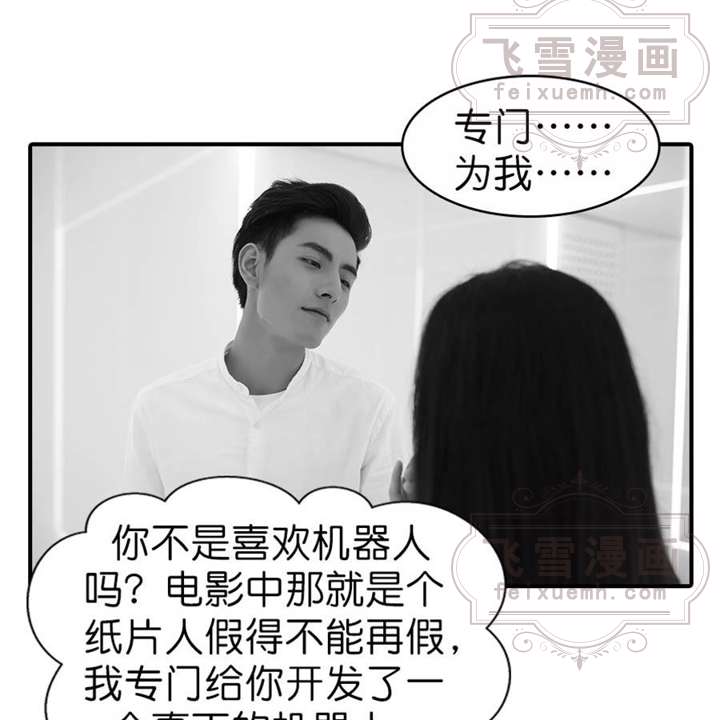 飞雪漫画
feixuemh.com
专门……
为我……
你不是喜欢机器人
吗？电影中那就是个
纸片人假得不能再假，
我专门给你开发了一
飞雪漫画
feixuemh.com